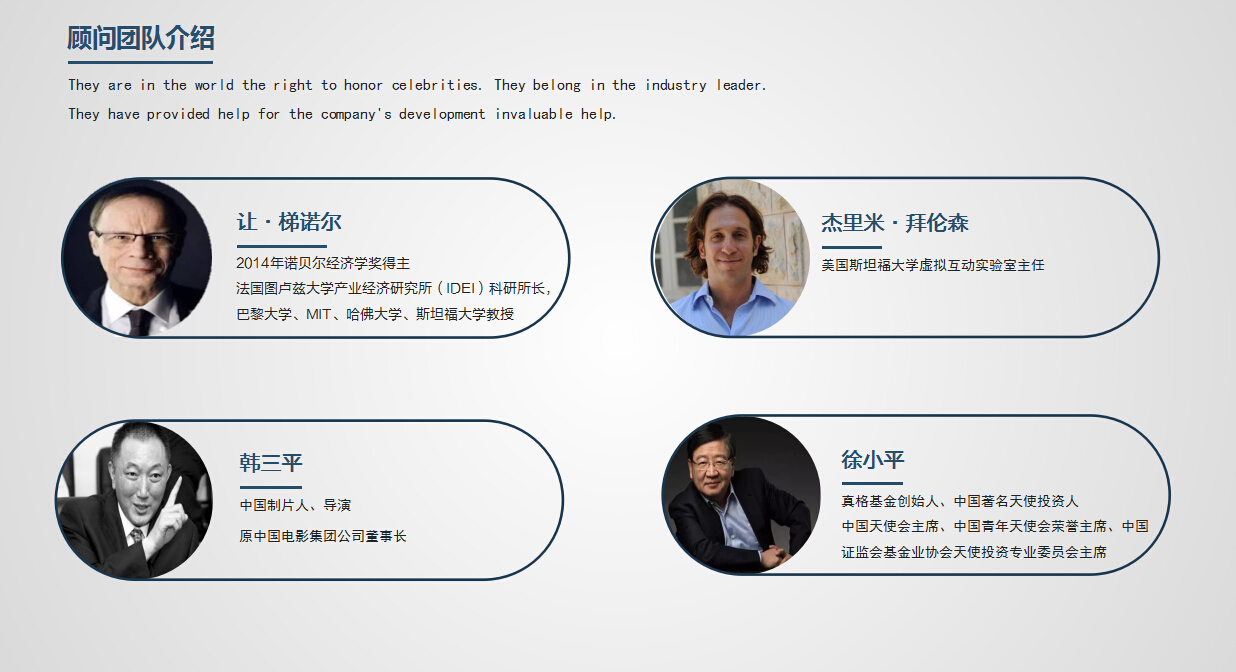 顾问团队介绍
They are in the world the right to honor celebrities. They belong in the industry leader.
They have provided help for the company's development invaluable help.
让·梯诺尔
2014年诺贝尔经济学奖得主
法国图卢兹大学产业经济研究所（IDEI）科研所长，
巴黎大学、MIT、哈佛大学、斯坦福大学教授
杰里米·拜伦森
美国斯坦福大学虚拟互动实验室主任
韩三平
中国制片人、导演
原中国电影集团公司董事长
徐小平
真格基金创始人、中国著名天使投资人
中国天使会主席、中国青年天使会荣誉主席、中国
证监会基金业协会天使投资专业委员会主席